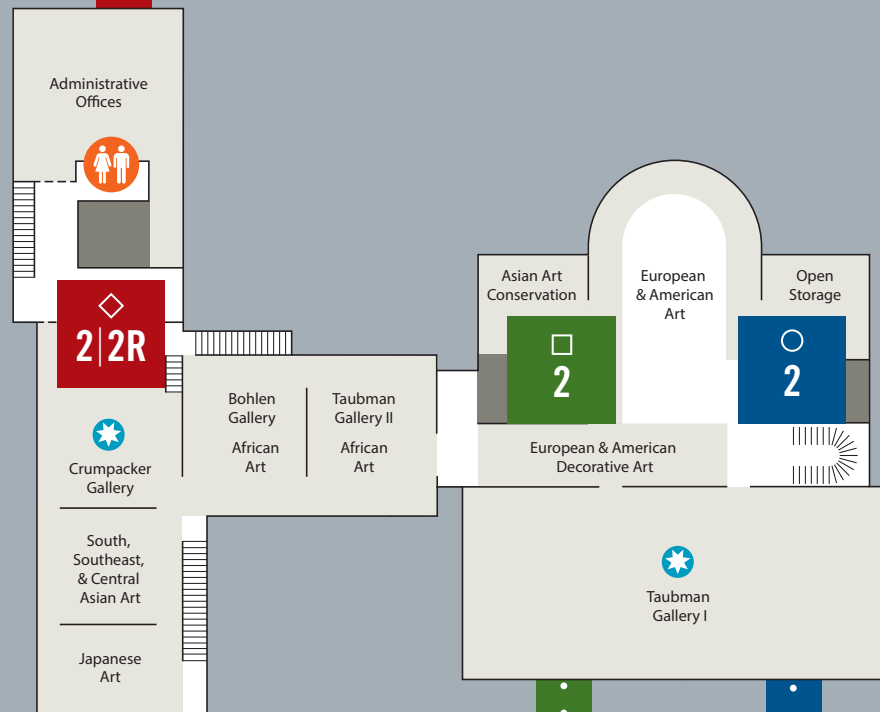 Administrative
Offices
2|2R
Asian Art
Conservation
European
& American
Art
Open
Storage
2
2
Bohlen
Gallery
African
Art
Taubman
Gallery II
African
Art
European & American
Decorative Art
Crumpacker
Gallery
South,
Southeast,
& Central
Asian Art
Japanese
Art
Taubman
Gallery I